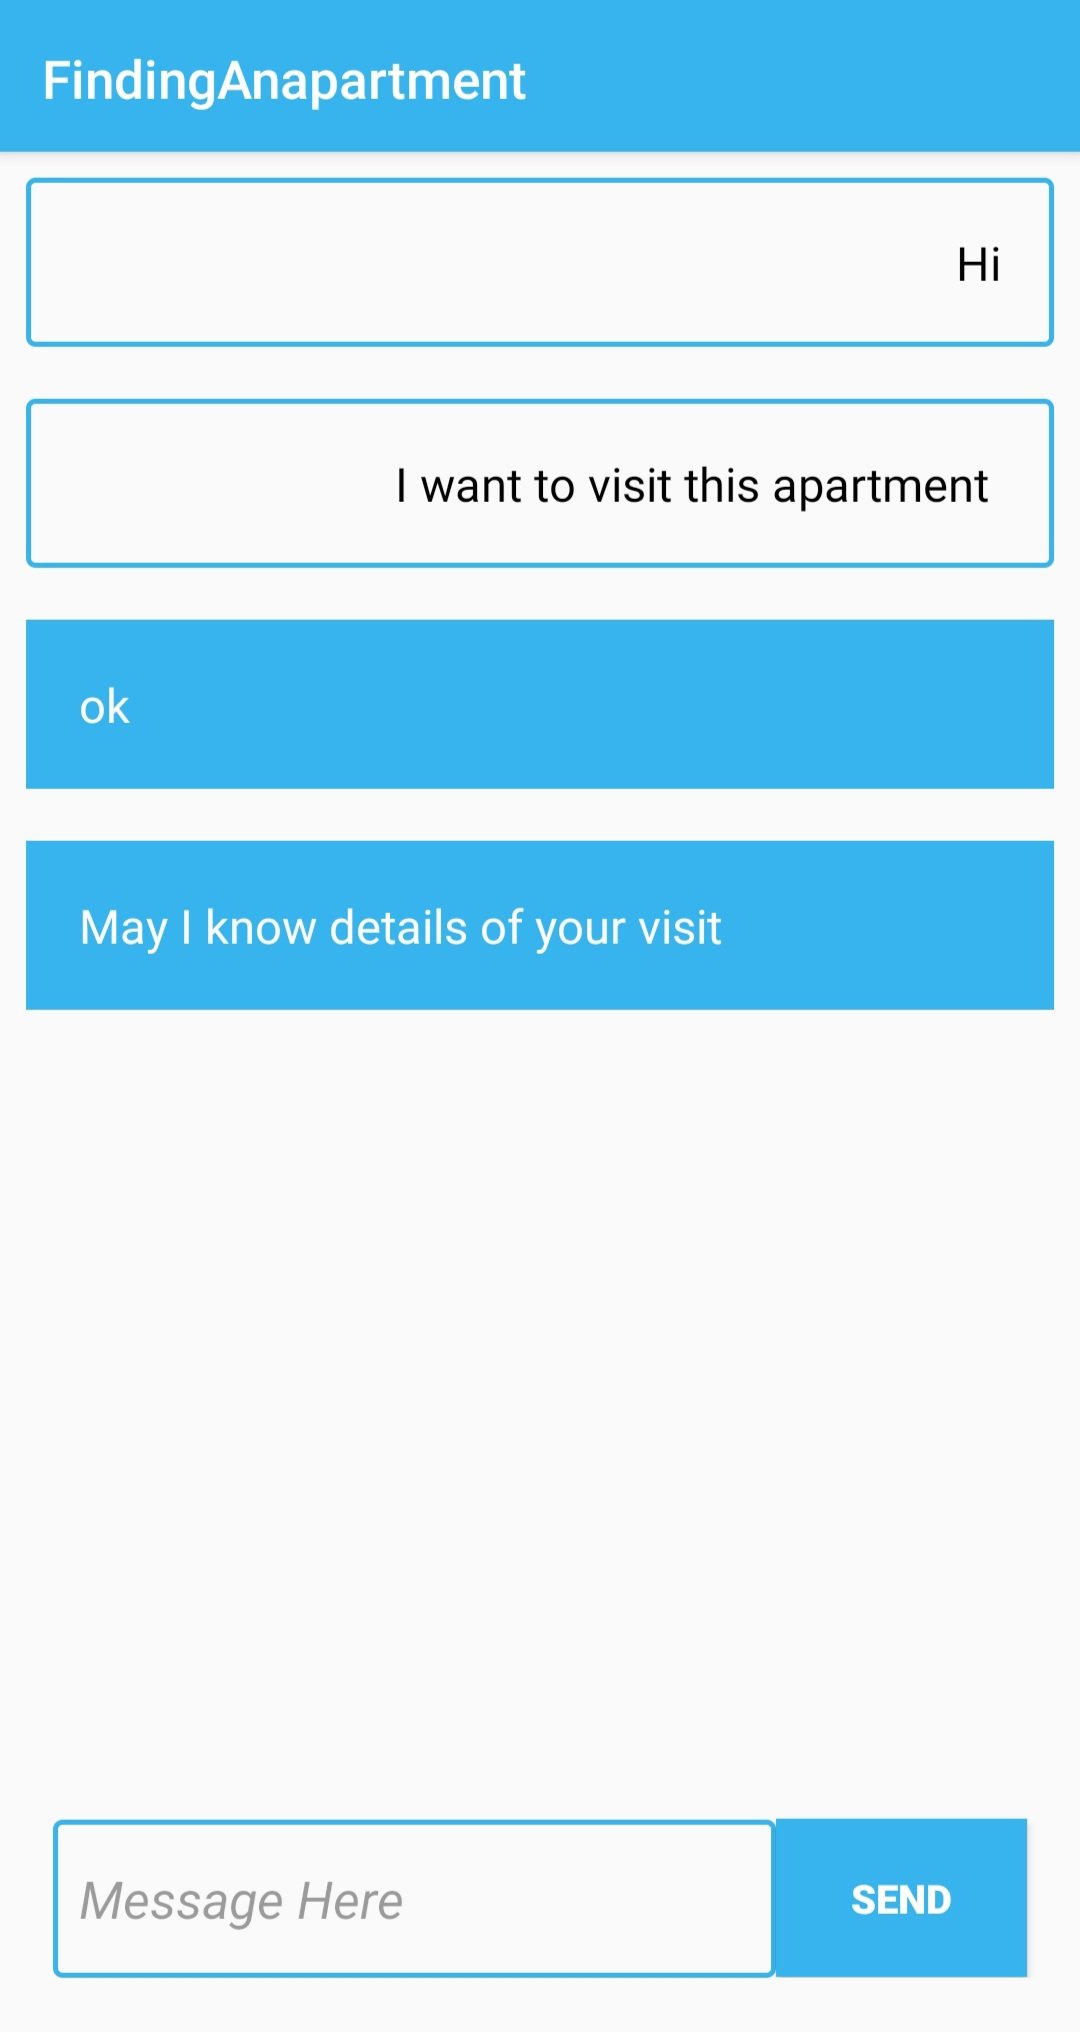 FindingAnapartment
Hi
I want to visit this apartment
ok
May I know details of your visit
Message Here
SEND